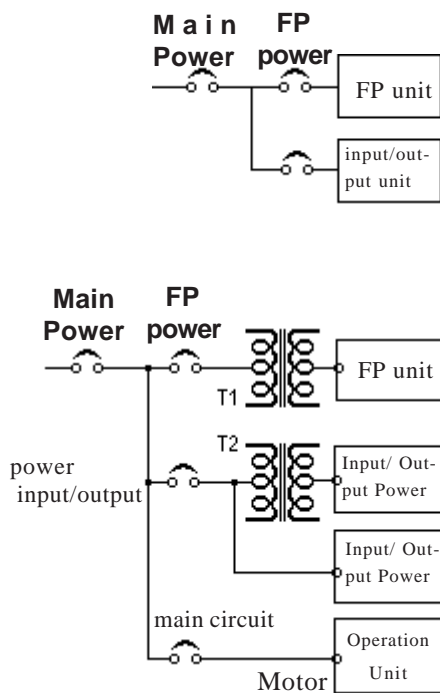 Main
Power
FP
power
FP unit
input/out-
put unit
Main
Power
FP
power
T1
FP unit
T2
power
input/output
Input/ Out-
put Power
Input/ Out-
put Power
main circuit
Motor
Operation
Unit